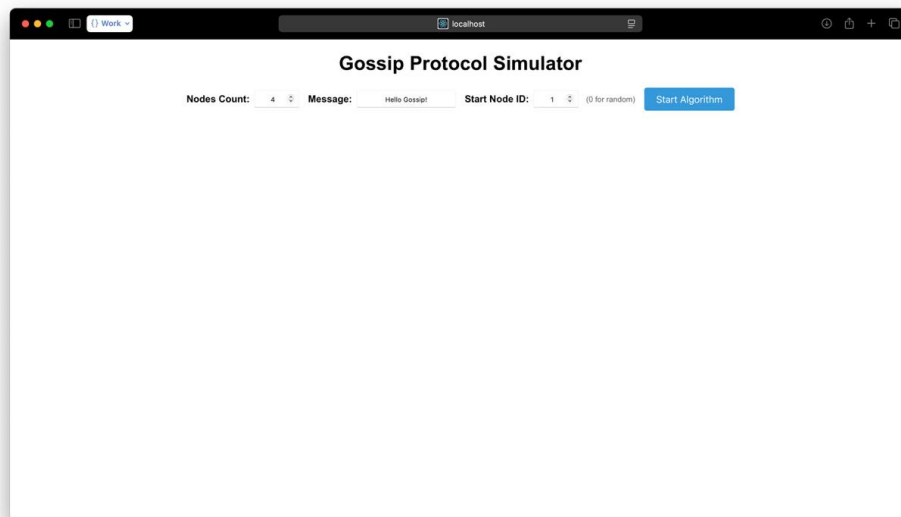 {} Work
localhost
Gossip Protocol Simulator
Nodes Count: 4 Message: Hello Gossip! Start Node ID: 1 (0 for random) Start Algorithm